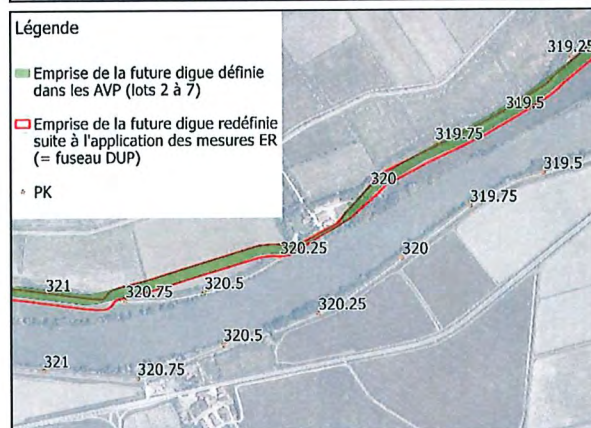 Légende
Emprise de la future digue définie
dans les AVP (lots 2 à 7)
Emprise de la future digue redéfinie
suite à l'application des mesures ER
(= fuseau DUP)
PK
319.25
319.5
319.75
320
320.25
320.5
320.75
321
319.5
319.75
320
320.25
320.5
320.75
321